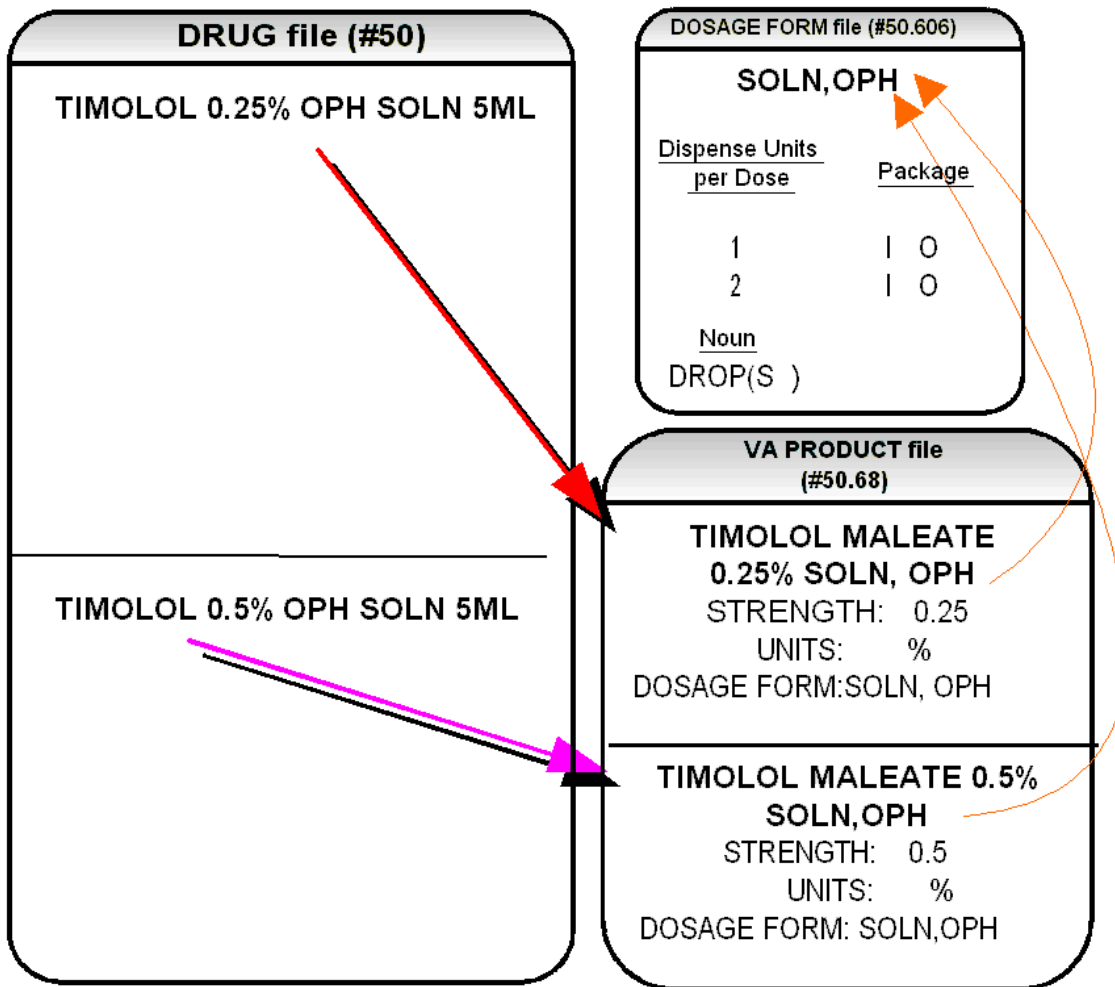 DRUG file (#50)
TIMOLOL 0.25% OPH SOLN 5ML
TIMOLOL 0.5% OPH SOLN 5ML
DOSAGE FORM file (#50.606)
SOLN,OPH
Dispense Units
per Dose
Package
1 I O
2 I O
Noun
DROP(S )
VA PRODUCT file
(#50.68)
TIMOLOL MALEATE
0.25% SOLN, OPH
STRENGTH: 0.25
UNITS: %
DOSAGE FORM:SOLN, OPH
TIMOLOL MALEATE 0.5%
SOLN,OPH
STRENGTH: 0.5
UNITS: %
DOSAGE FORM: SOLN,OPH